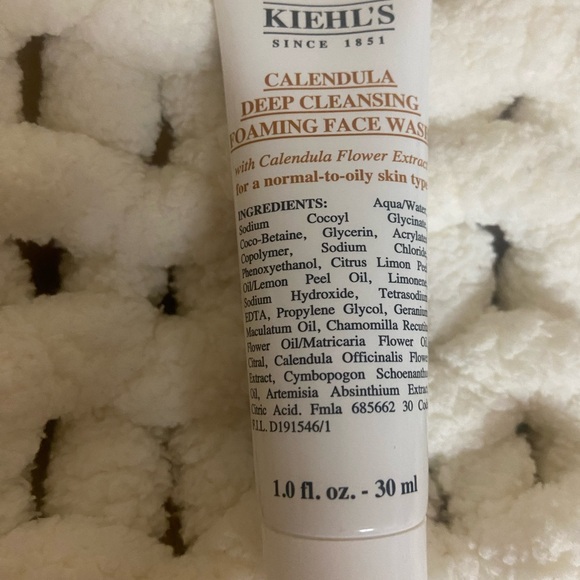 KIEHL'S
SINCE 1851
CALENDULA
DEEP CLEANSING
FOAMING FACE WASH
with Calendula Flower Extract
for a normal-to-oily skin type
INGREDIENTS: Aqua/Water,
Sodium Cocoyl Glycinate,
Coco-Betaine, Glycerin, Acrylates
Copolymer, Sodium Chloride,
Phenoxyethanol, Citrus Limon Peel
Oil/Lemon Peel Oil, Limonene,
Sodium Hydroxide, Tetrasodium
EDTA, Propylene Glycol, Geranium
Maculatum Oil, Chamomilla Recutita
Flower Oil/Matricaria Flower Oil,
Citral, Calendula Officinalis Flower
Extract, Cymbopogon Schoenanthus
Oil, Artemisia Absinthium Extract,
Citric Acid. Fmla 685662 30 Code
F.I.L. D191546/1
1.0 fl. oz. - 30 ml